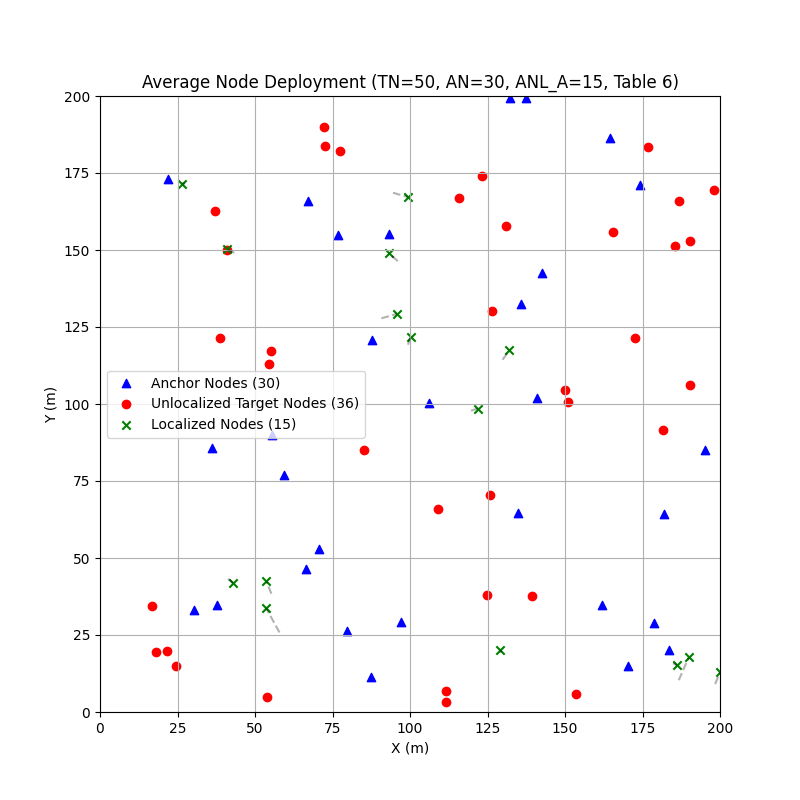 Average Node Deployment (TN=50, AN=30, ANL_A=15, Table 6)
200
175
150
125
100
75
50
25
0
Y (m)
Anchor Nodes (30)
Unlocalized Target Nodes (36)
Localized Nodes (15)
0 25 50 75 100 125 150 175 200
X (m)